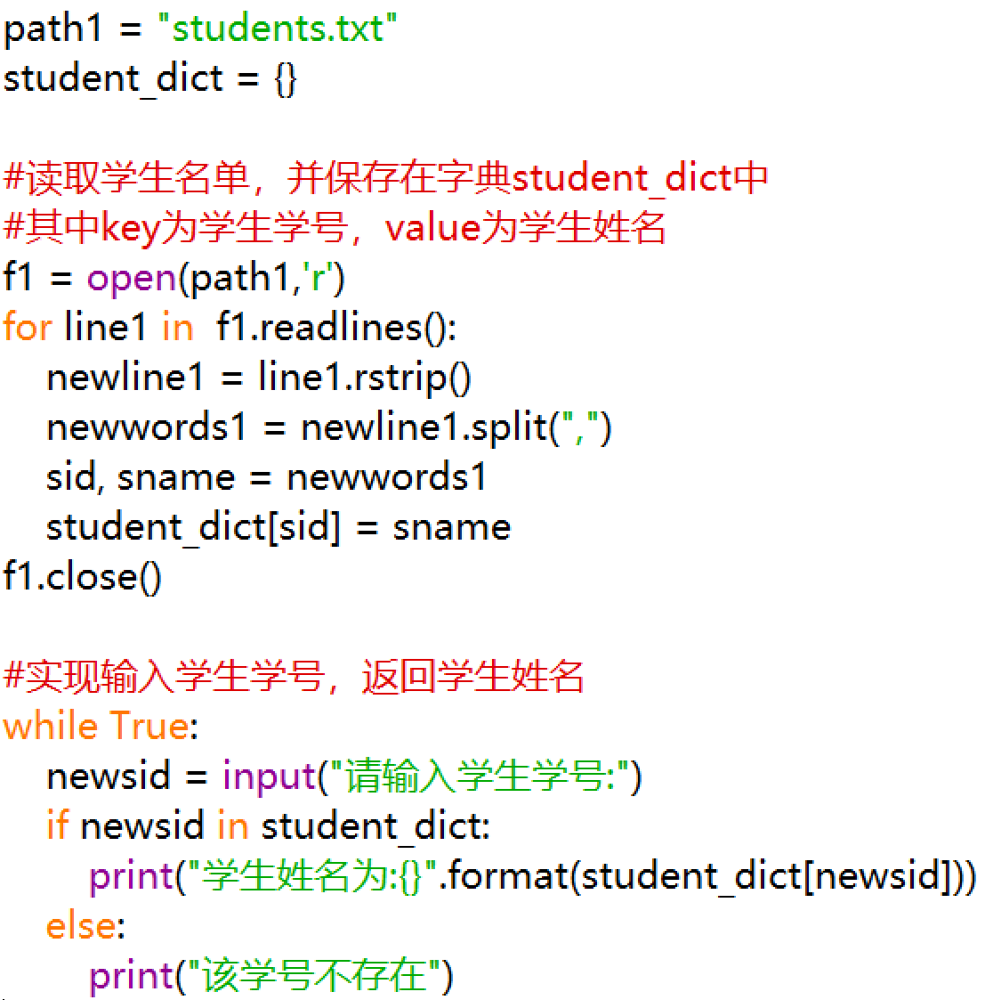 path1 = "students.txt"
student_dict = {}
#读取学生名单，并保存在字典student_dict中
#其中key为学生学号，value为学生姓名
f1 = open(path1,'r')
for line1 in  f1.readlines():
    newline1 = line1.rstrip()
    newwords1 = newline1.split(",")
    sid, sname = newwords1
    student_dict[sid] = sname
f1.close()
#实现输入学生学号，返回学生姓名
while True:
    newsid = input("请输入学生学号:")
    if newsid in student_dict:
        print("学生姓名为:{}".format(student_dict[newsid]))
    else:
        print("该学号不存在")